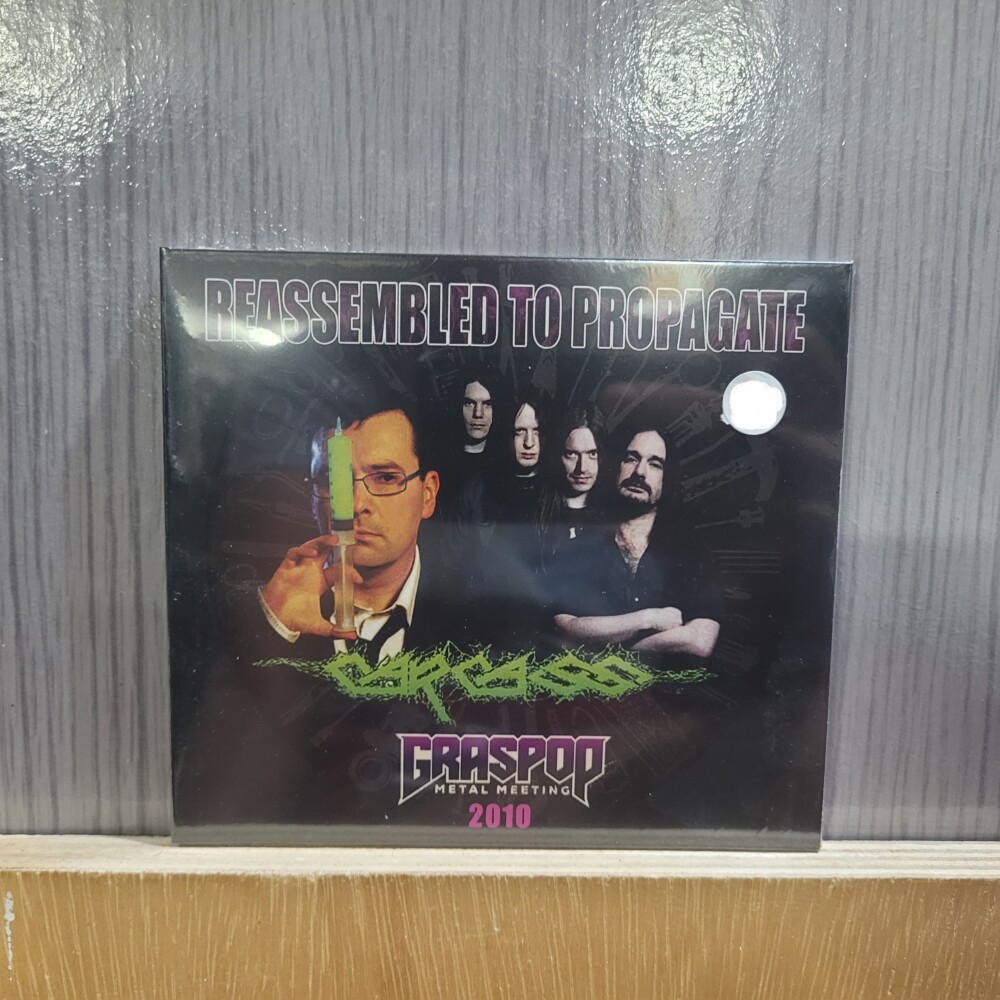 REASSEMBLED TO PROPAGATE
CARCASS
GRASPOP
METAL MEETING
2010